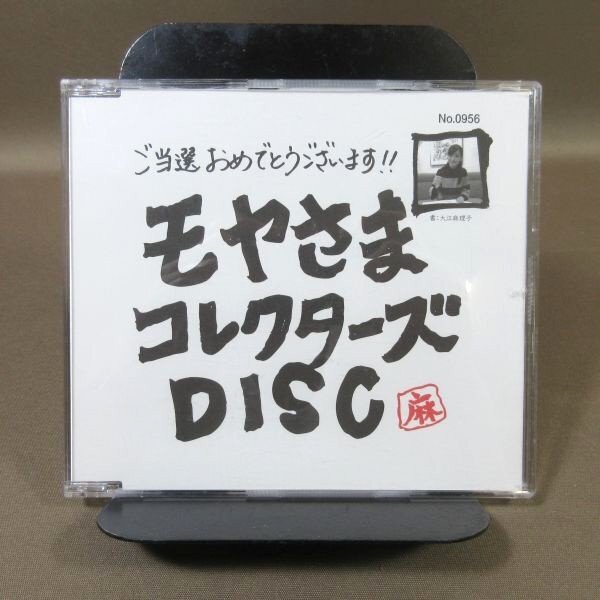 No.0956
ご当選おめでとうございます!!
書:大江麻理子
モヤさま
コレクターズ
DISC
麻